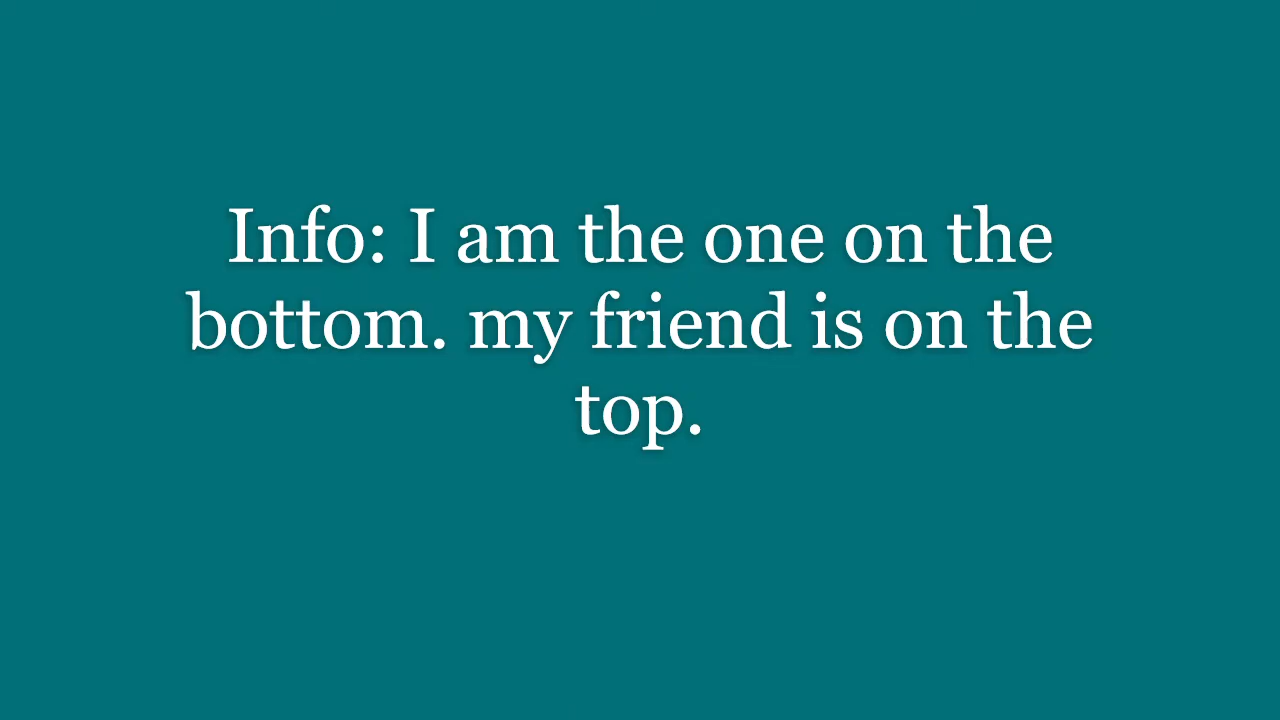 Info: I am the one on the
bottom. my friend is on the
top.